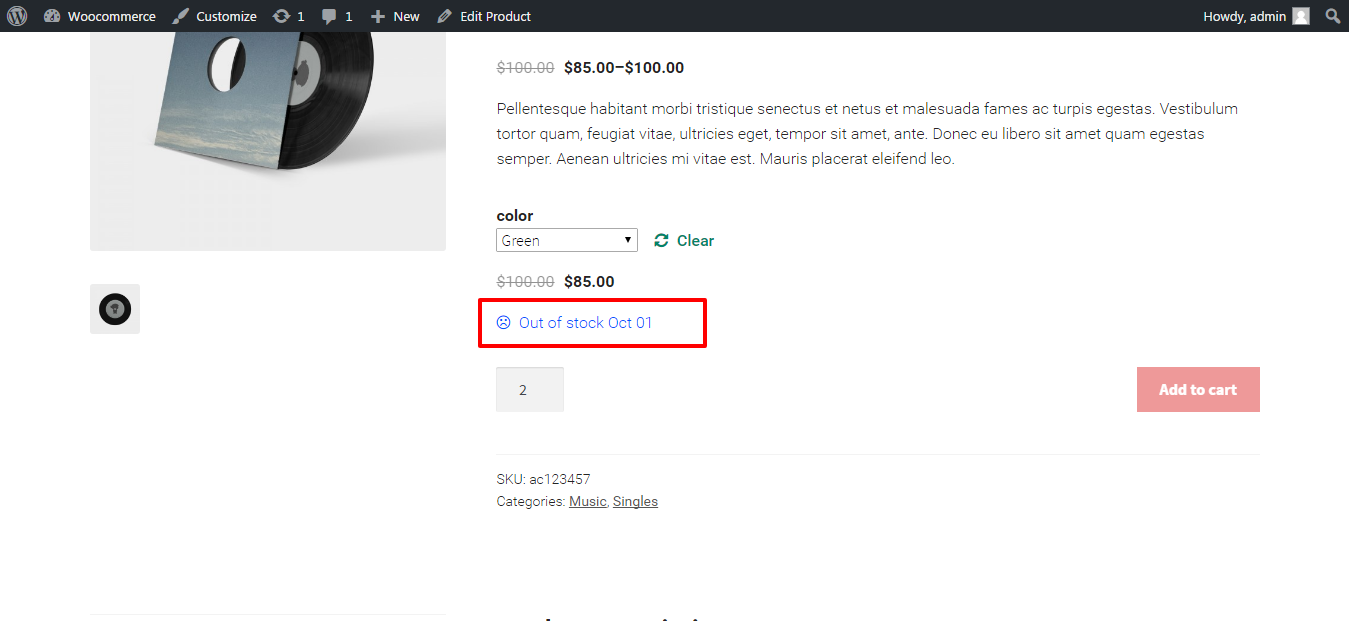 Woocommerce Customize 1 1 New Edit Product Howdy, admin
$100.00 $85.00–$100.00
Pellentesque habitant morbi tristique senectus et netus et malesuada fames ac turpis egestas. Vestibulum
tortor quam, feugiat vitae, ultricies eget, tempor sit amet, ante. Donec eu libero sit amet quam egestas
semper. Aenean ultricies mi vitae est. Mauris placerat eleifend leo.
color
Green Clear
$100.00 $85.00
Out of stock Oct 01
2 Add to cart
SKU: ac123457
Categories: Music, Singles